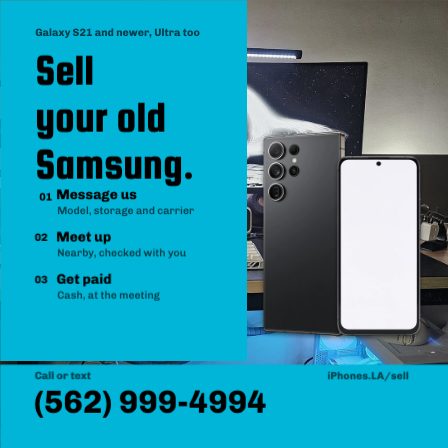 Galaxy S21 and newer, Ultra too
Sell
your old
Samsung.
01 Message us
Model, storage and carrier
02 Meet up
Nearby, checked with you
03 Get paid
Cash, at the meeting
Call or text
iPhones.LA/sell
(562) 999-4994